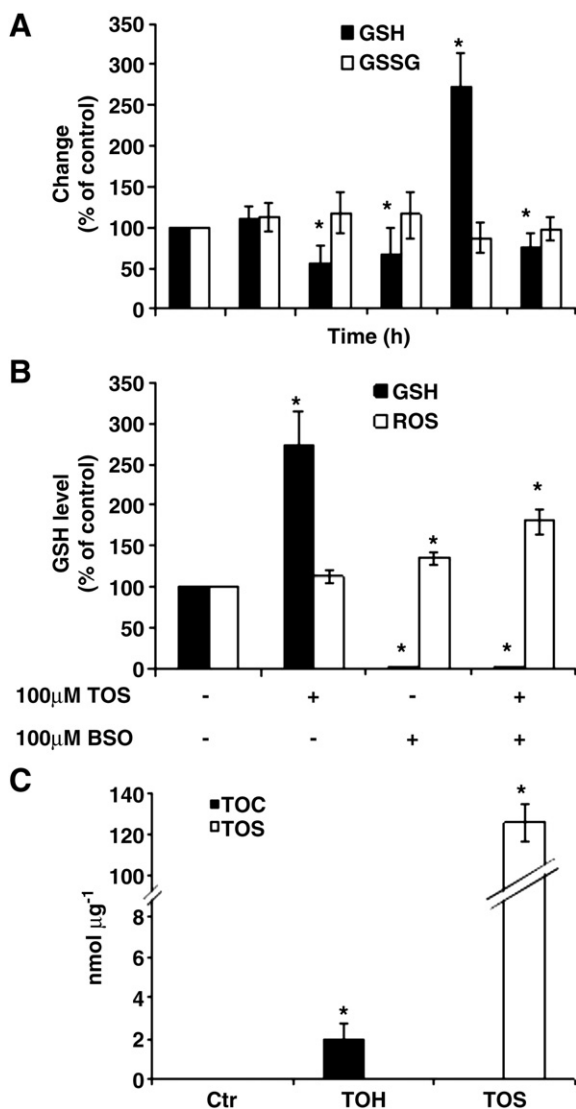 A
350
300
250
200
150
100
50
0
Change
(% of control)
GSH
GSSG
*
*
*
*
Time (h)
B
350
300
250
200
150
100
50
0
GSH level
(% of control)
GSH
ROS
*
*
*
*
*
100µM TOS - + - +
100µM BSO - - + +
C
140
120
100
8
6
4
2
0
nmol µg-1
TOC
TOS
*
*
Ctr TOH TOS